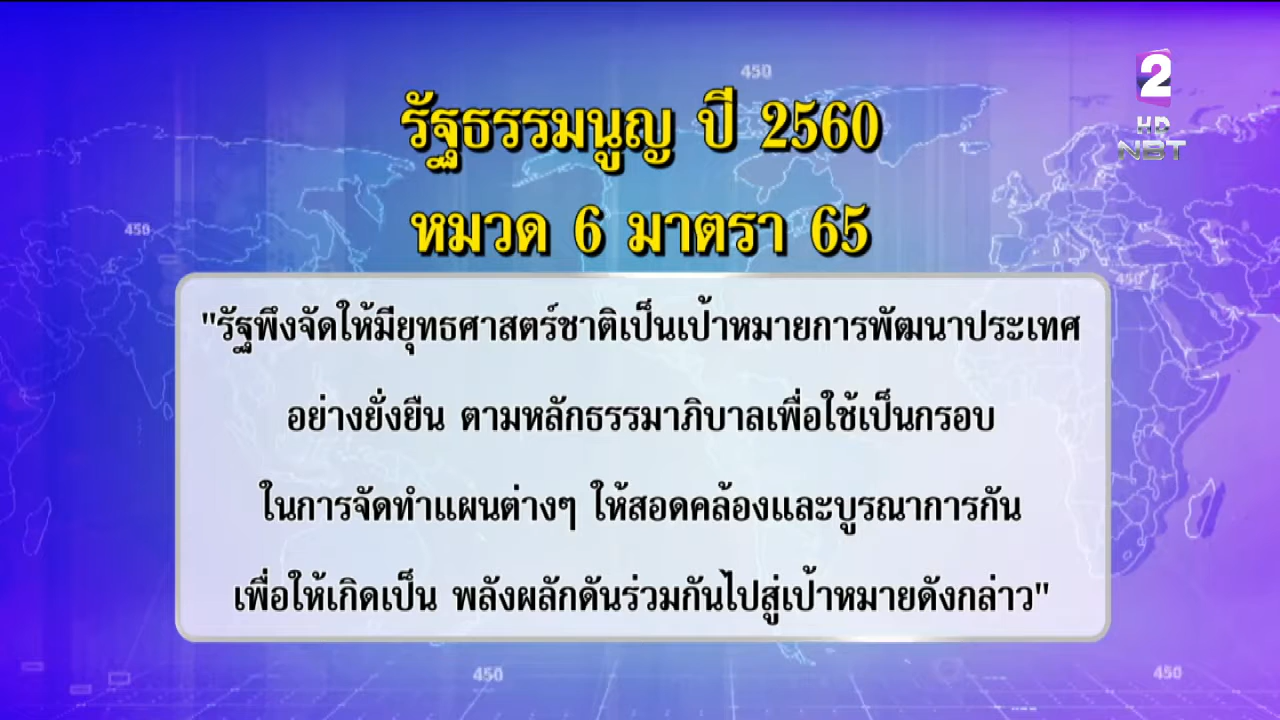 450
2
HD
NBT
รัฐธรรมนูญ ปี 2560
450
หมวด 6 มาตรา 65
450
"รัฐพึงจัดให้มียุทธศาสตร์ชาติเป็นเป้าหมายการพัฒนาประเทศ
อย่างยั่งยืน ตามหลักธรรมาภิบาลเพื่อใช้เป็นกรอบ
ในการจัดทำแผนต่างๆ ให้สอดคล้องและบูรณาการกัน
เพื่อให้เกิดเป็น พลังผลักดันร่วมกันไปสู่เป้าหมายดังกล่าว"
450
450